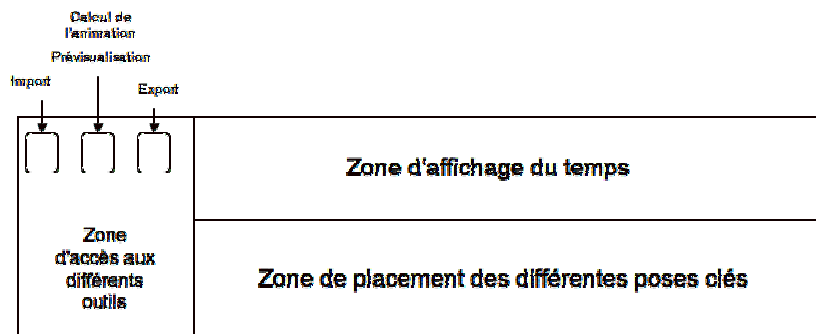 Calcul de
l'animation
Prévisualisation
Import
Export
Zone d'affichage du temps
Zone
d'accès aux
différents
outils
Zone de placement des différentes poses clés